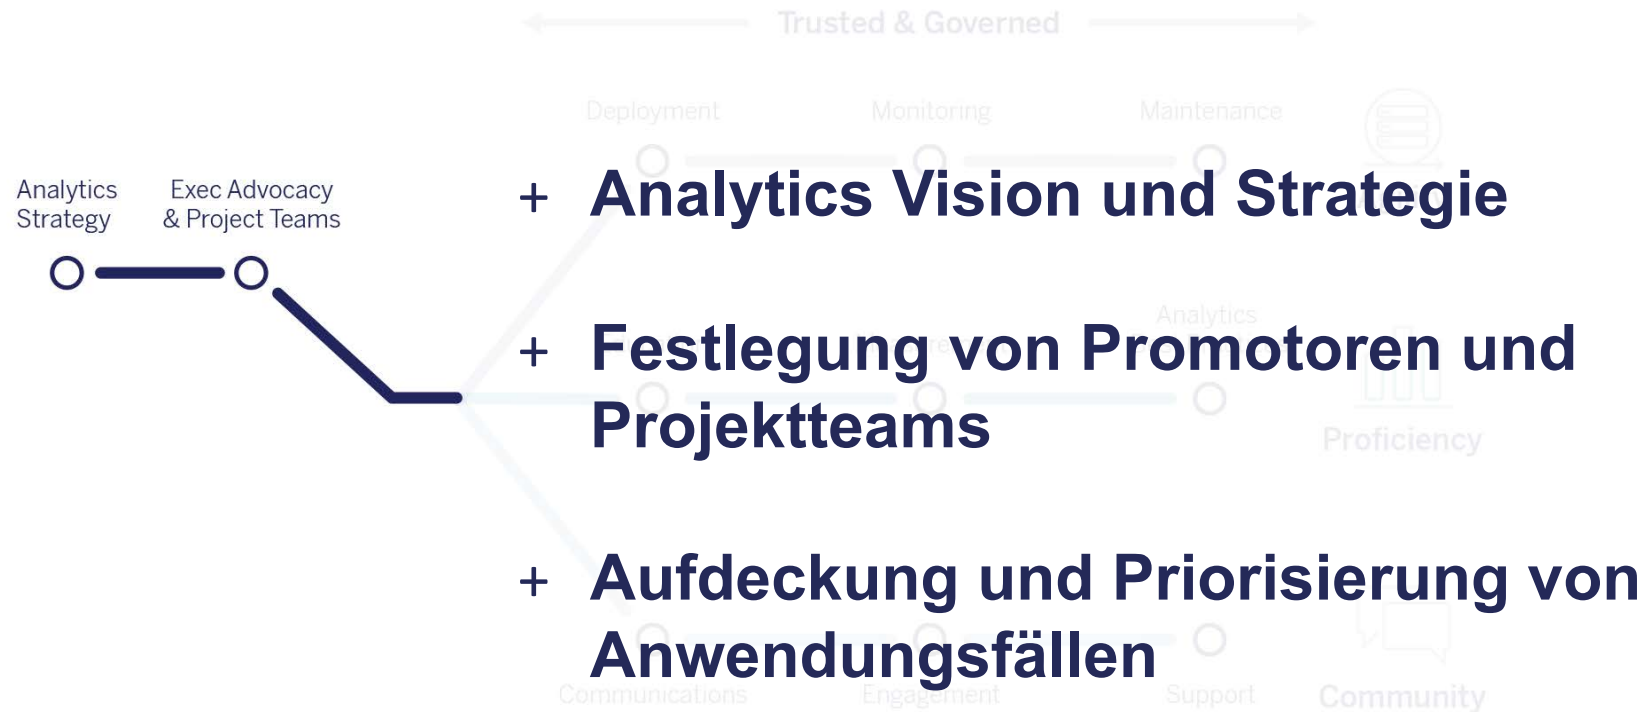 Trusted & Governed
Deployment Monitoring Maintenance
Analytics
Strategy
Exec Advocacy
& Project Teams
+ Analytics Vision und Strategie
Analytics
+ Festlegung von Promotoren und
Projektteams
Proficiency
+ Aufdeckung und Priorisierung von
Anwendungsfällen
Communications Engagement Support Community